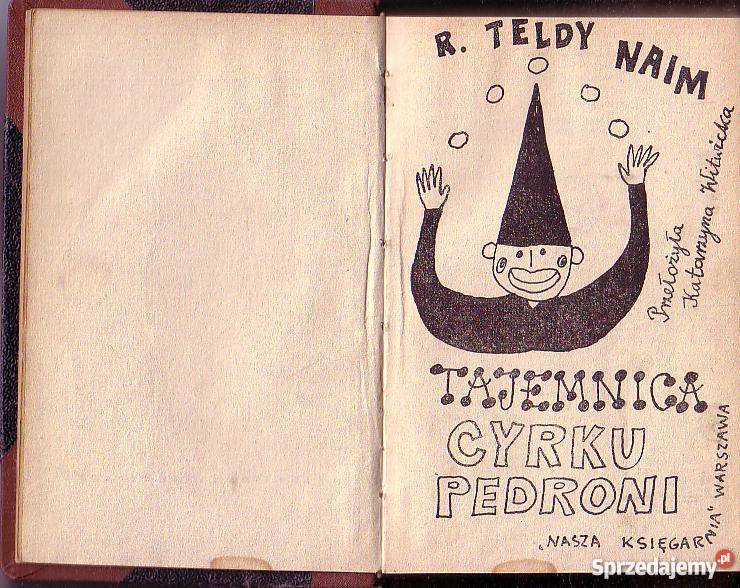 R. TELDY NAIM
Przełożyła
Katarzyna Witwicka
TAJEMNICA
CYRKU
PEDRONI
"NASZA KSIĘGARNIA" WARSZAWA
Sprzedajemy.pl